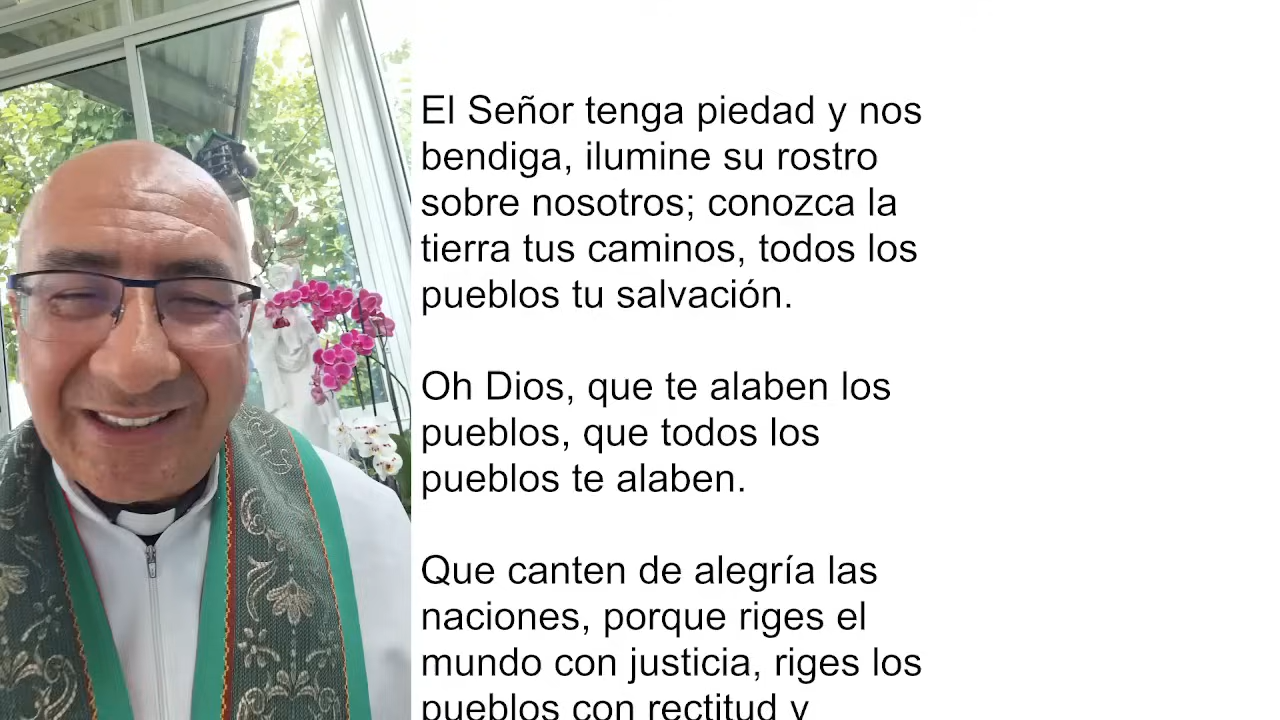 El Señor tenga piedad y nos
bendiga, ilumine su rostro
sobre nosotros; conozca la
tierra tus caminos, todos los
pueblos tu salvación.
Oh Dios, que te alaben los
pueblos, que todos los
pueblos te alaben.
Que canten de alegría las
naciones, porque riges el
mundo con justicia, riges los
pueblos con rectitud y